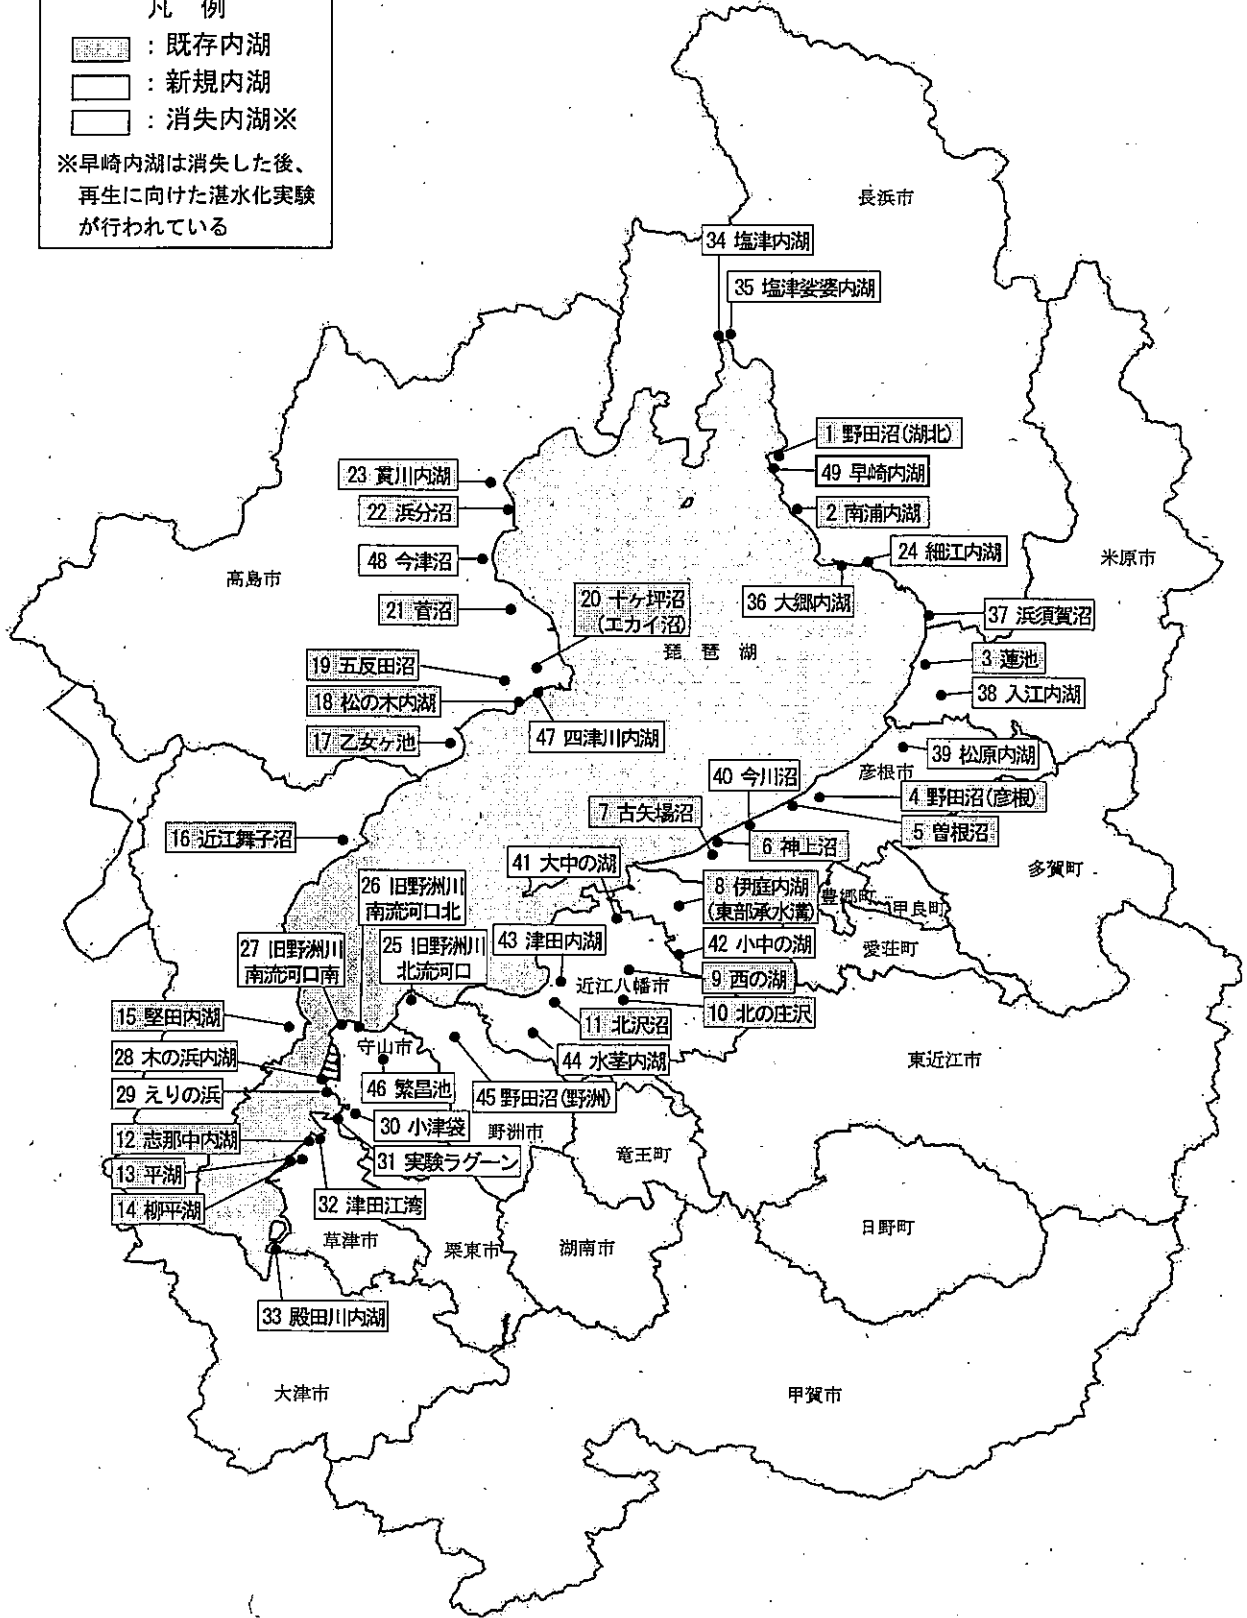 凡 例
：既存内湖
：新規内湖
：消失内湖※
※早崎内湖は消失した後、
再生に向けた湛水化実験
が行われている
長浜市
34 塩津内湖
35 塩津娑婆内湖
1 野田沼(湖北)
49 早崎内湖
23 貫川内湖
22 浜分沼
2 南浦内湖
48 今津沼
24 細江内湖
米原市
高島市
21 菅沼
20 十ヶ坪沼
(エカイ沼)
36 大郷内湖
37 浜須賀沼
琵 琶 湖
19 五反田沼
3 蓮池
18 松の木内湖
38 入江内湖
17 乙女ヶ池
47 四津川内湖
39 松原内湖
40 今川沼
彦根市
4 野田沼(彦根)
7 古矢場沼
5 曽根沼
16 近江舞子沼
6 神上沼
41 大中の湖
多賀町
26 旧野洲川
南流河口北
8 伊庭内湖
(東部承水溝)
豊郷町
甲良町
27 旧野洲川
南流河口南
25 旧野洲川
北流河口
43 津田内湖
42 小中の湖
愛荘町
近江八幡市
9 西の湖
15 堅田内湖
11 北沢沼
10 北の庄沢
守山市
28 木の浜内湖
44 水茎内湖
東近江市
29 えりの浜
46 繁昌池
45 野田沼(野洲)
30 小津袋
野洲市
12 志那中内湖
31 実験ラグーン
竜王町
13 平湖
14 柳平湖
32 津田江湾
草津市
栗東市
湖南市
日野町
33 殿田川内湖
大津市
甲賀市